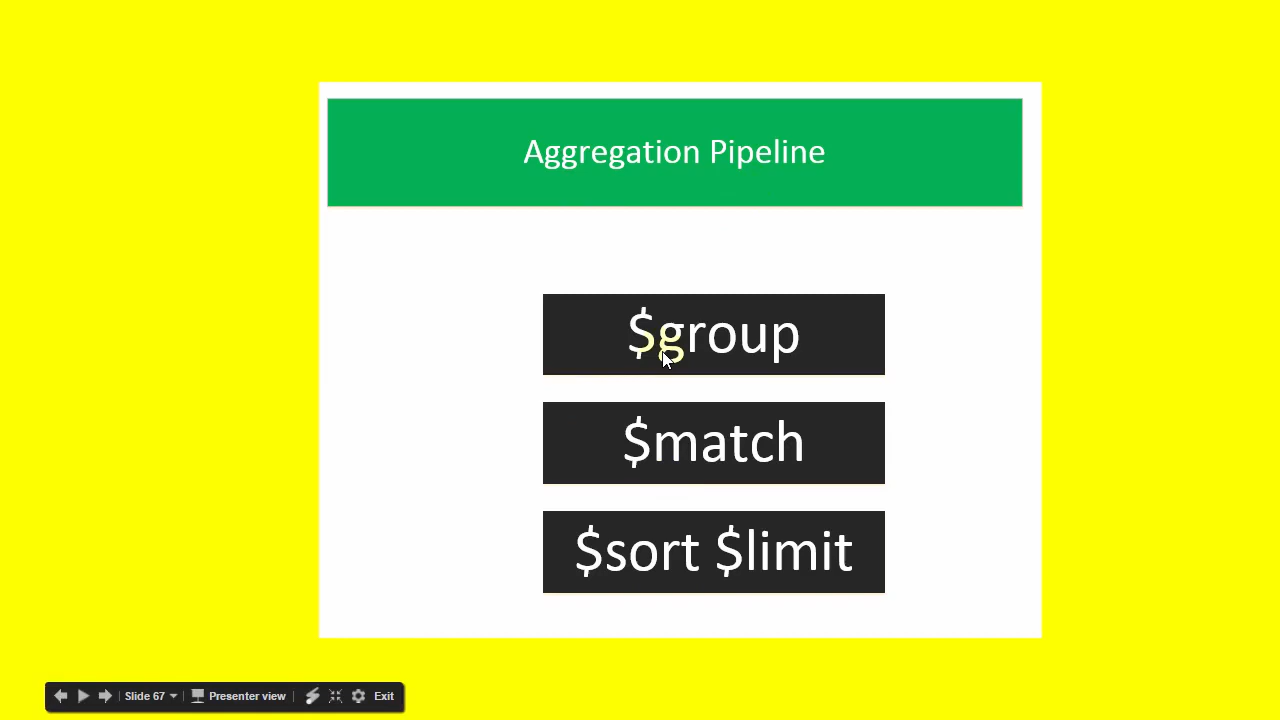 Aggregation Pipeline
$group
$match
$sort $limit
Slide 67 Presenter view Exit